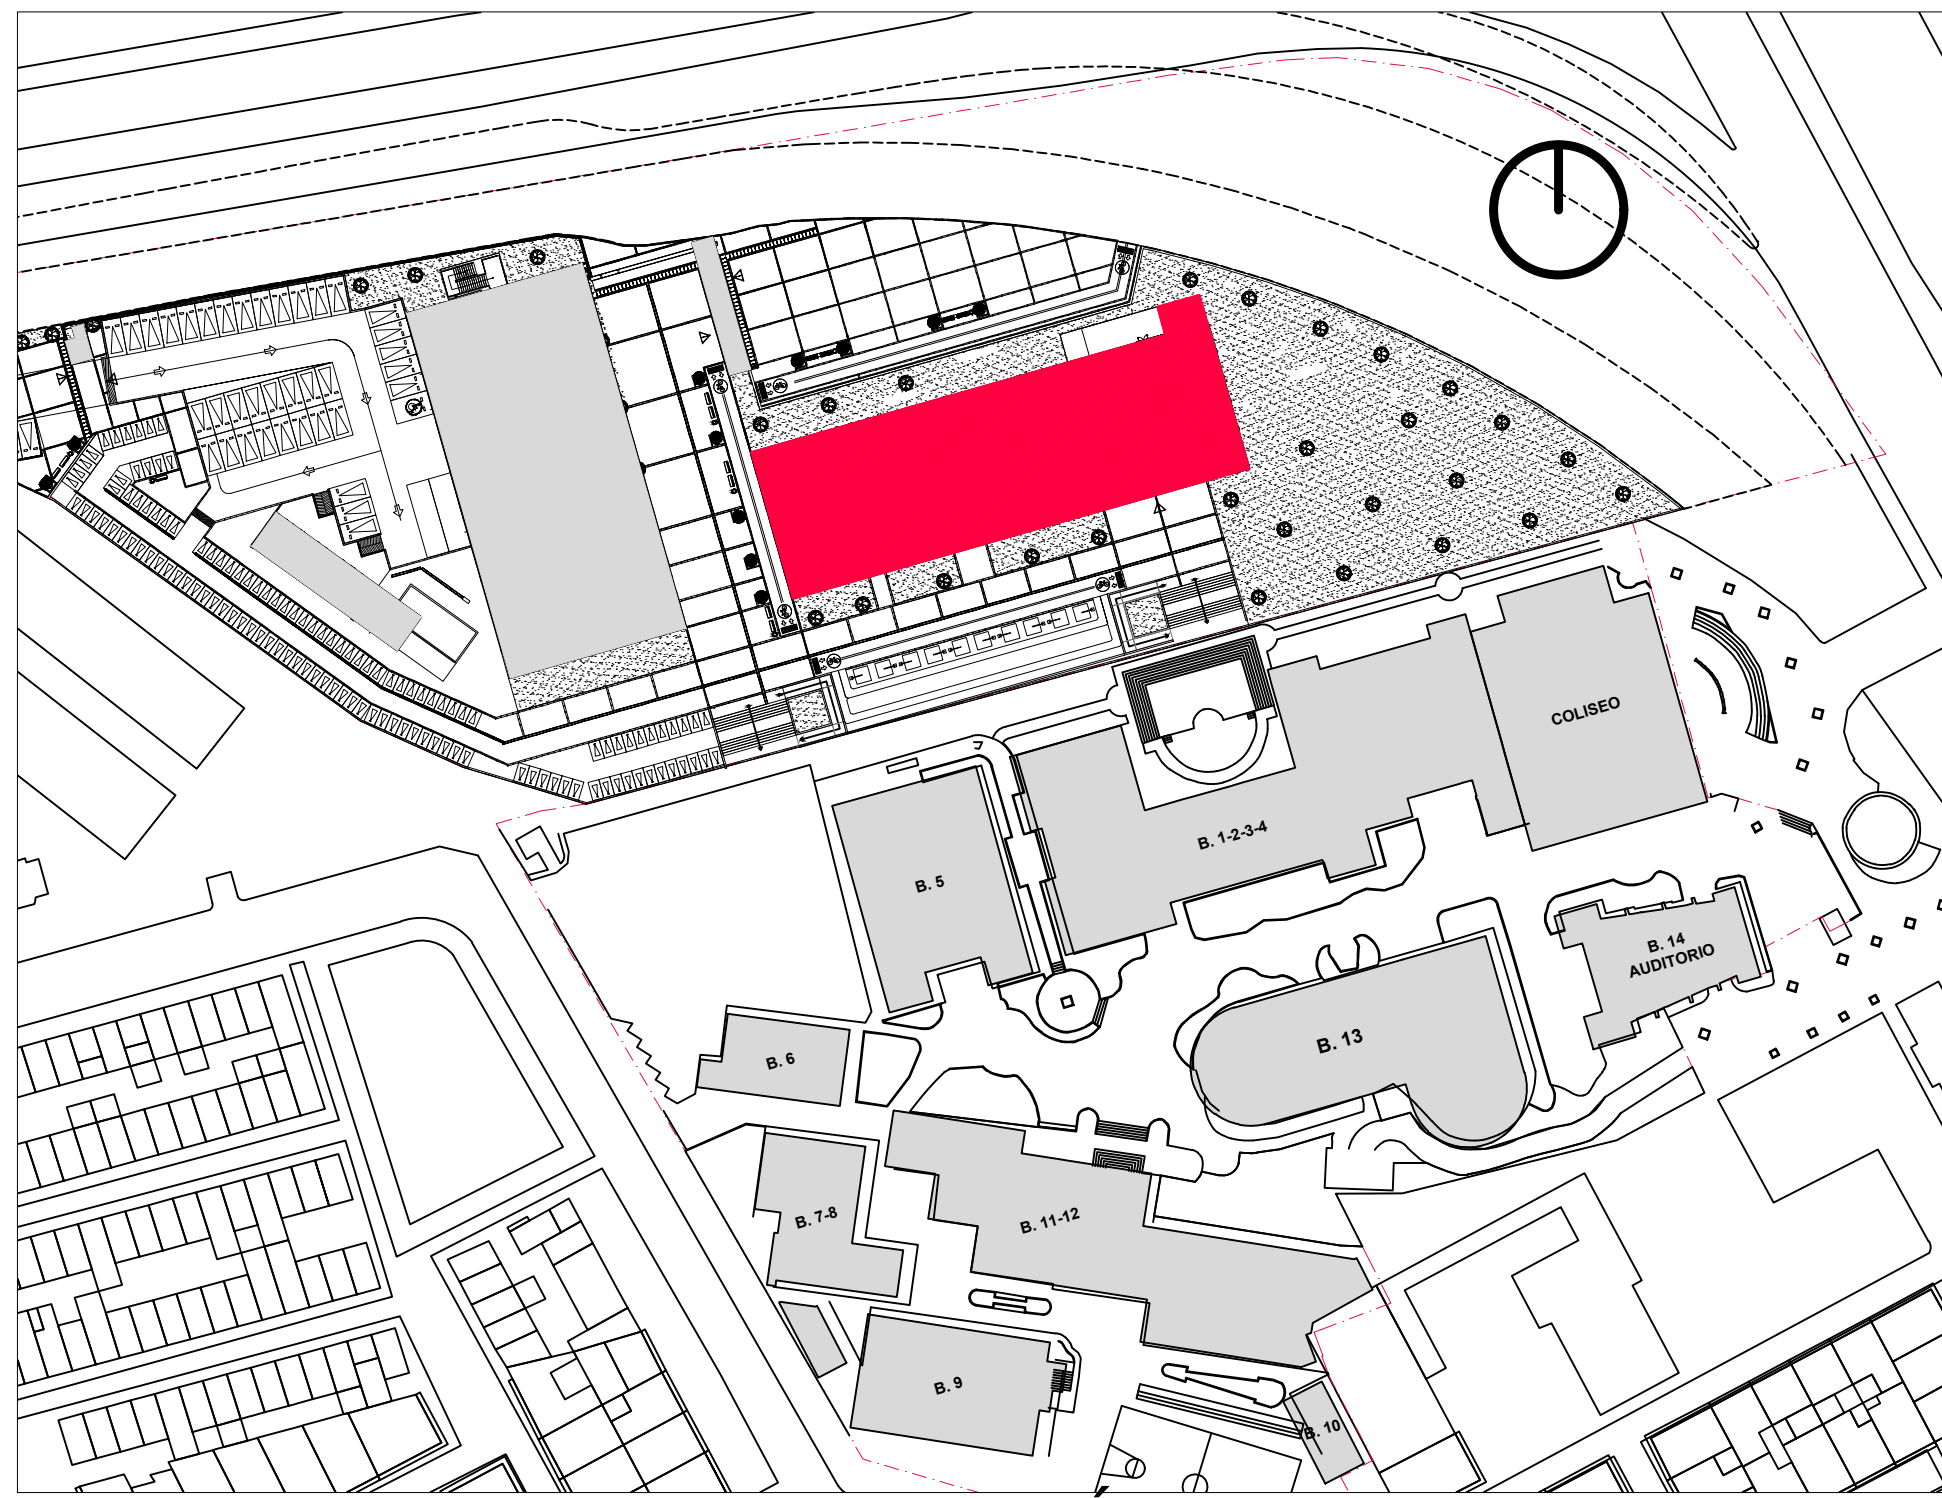 COLISEO
B. 1-2-3-4
B. 5
B. 14
AUDITORIO
B. 13
B. 6
B. 7-8
B. 11-12
B. 9
B. 10